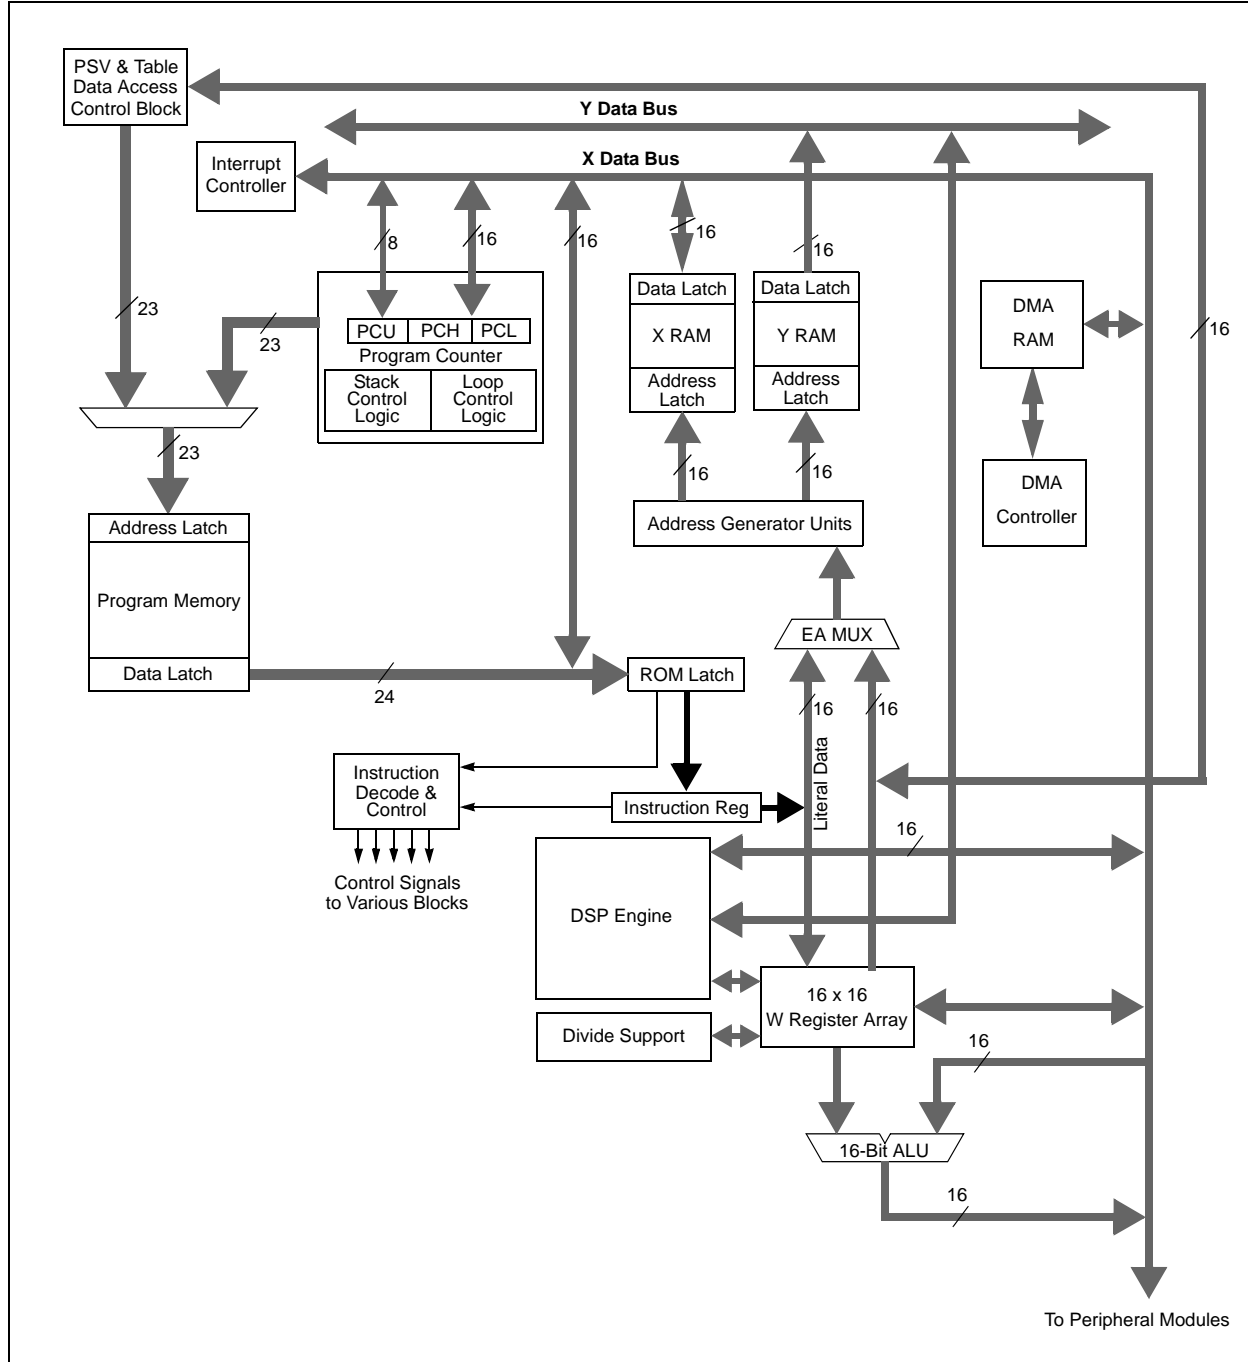 PSV & Table
Data Access
Control Block
Y Data Bus
X Data Bus
Interrupt
Controller
8
16
16
16
16
23
23
16
PCU PCH PCL
Program Counter
Stack
Control
Logic
Loop
Control
Logic
Data Latch
X RAM
Address
Latch
Data Latch
Y RAM
Address
Latch
DMA
RAM
23
16
16
DMA
Controller
Address Generator Units
Address Latch
Program Memory
Data Latch
24
EA MUX
ROM Latch
16
16
Literal Data
Instruction
Decode &
Control
Instruction Reg
Control Signals
to Various Blocks
16
DSP Engine
16 x 16
W Register Array
Divide Support
16
16-Bit ALU
16
To Peripheral Modules